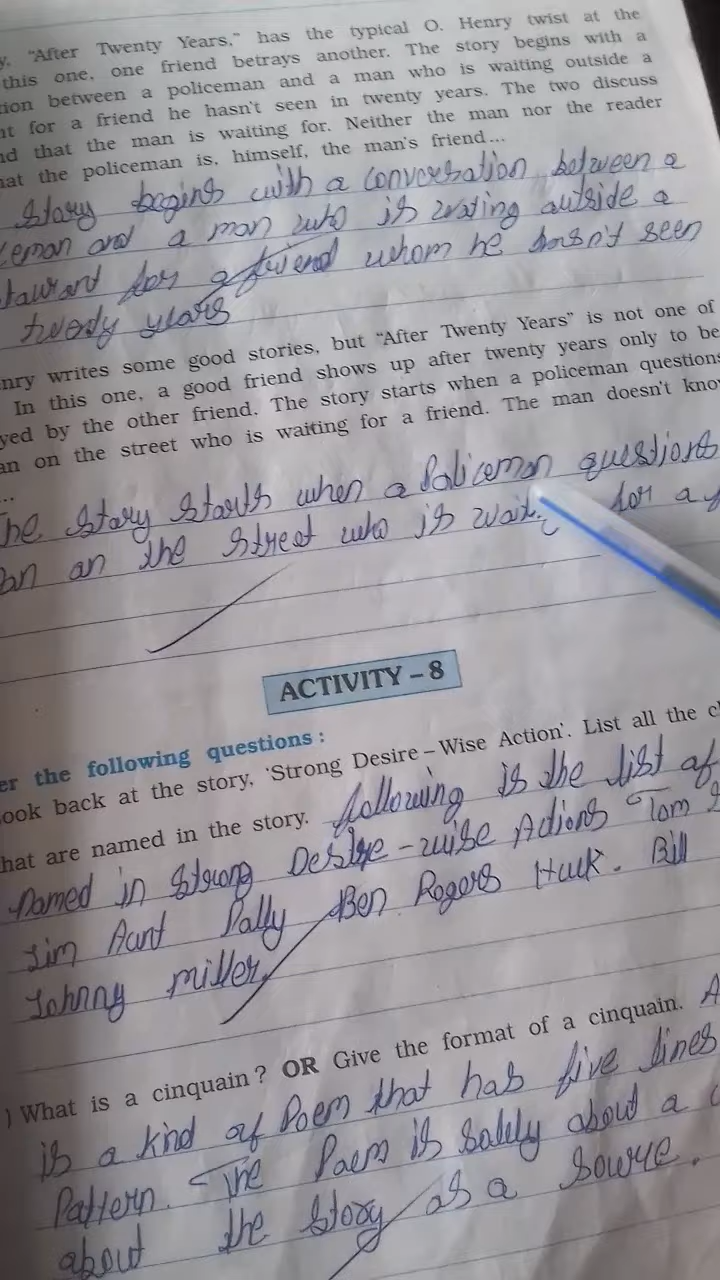 y, "After Twenty Years," has the typical O. Henry twist at the
this one, one friend betrays another. The story begins with a
tion between a policeman and a man who is waiting outside a
nt for a friend he hasn't seen in twenty years. The two discuss
nd that the man is waiting for. Neither the man nor the reader
hat the policeman is, himself, the man's friend...
story begins with a conversation between a
ceman and a man who is wating outside a
for a friend whom he hasn't seen
twenty years
nry writes some good stories, but "After Twenty Years" is not one of
In this one, a good friend shows up after twenty years only to be
yed by the other friend. The story starts when a policeman questions
an on the street who is waiting for a friend. The man doesn't kno
...
The story starts when a Policeman questions
an on the street who is wait for a f
ACTIVITY – 8
er the following questions :
ook back at the story, 'Strong Desire – Wise Action'. List all the c
hat are named in the story. following is the list of
named in strong Desire - wise Actions Tom S
Jim Aunt Pally Ben Rogers Huck. Bill
Johnny miller
) What is a cinquain ? OR Give the format of a cinquain. A
is a kind of Poem that has five lines
Pattern. The Poem is solely about a
about the story as a